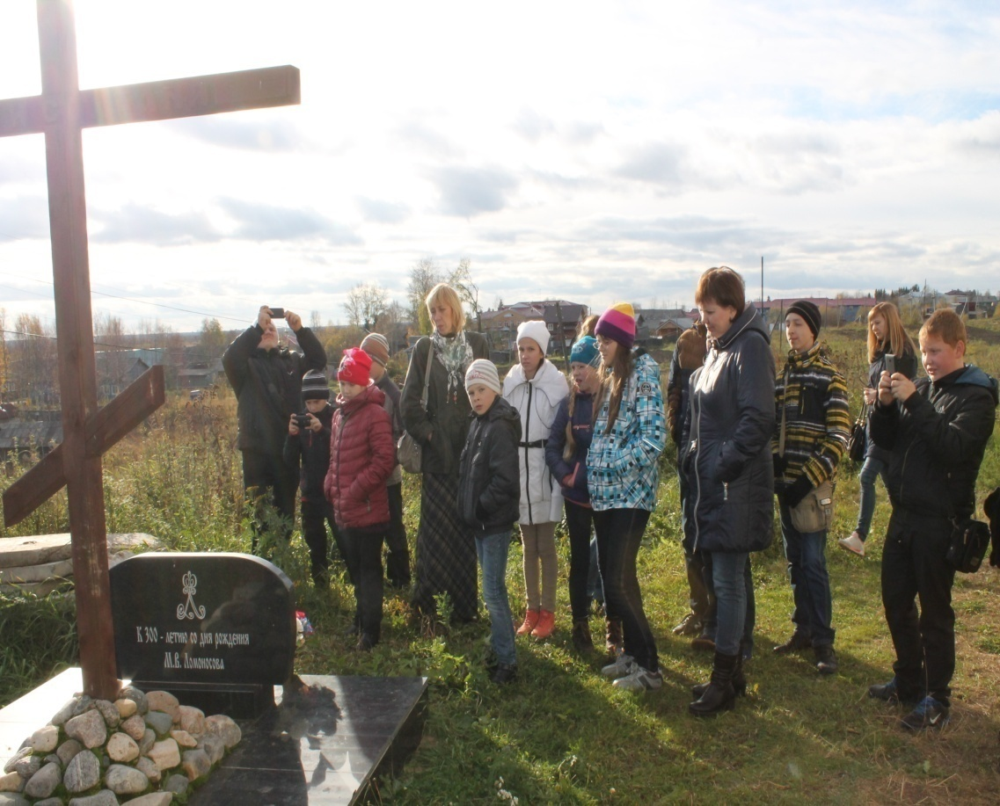 К 300 - летию со дня рождения
М.В. Ломоносова